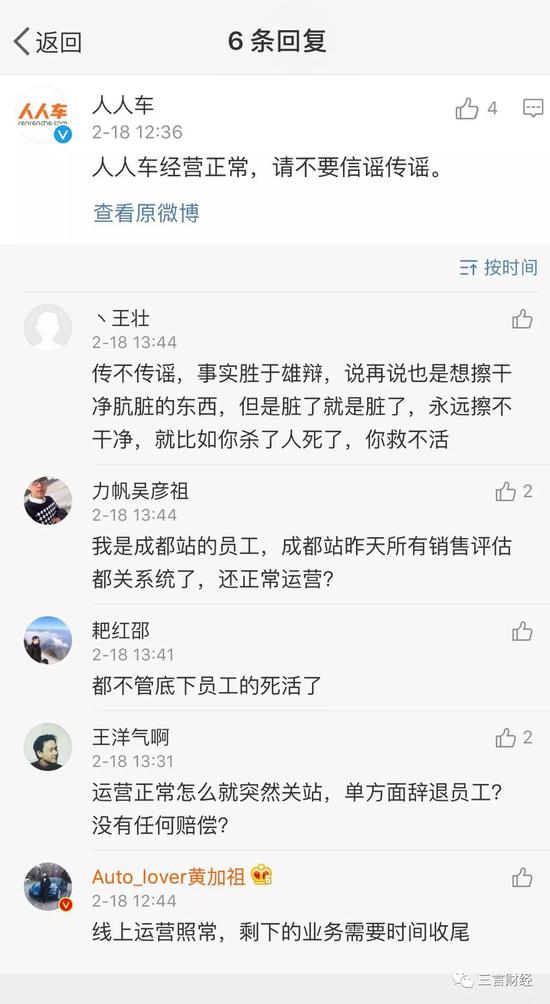 返回
6 条回复
人人车
renrenche.com
人人车
4
2-18 12:36
人人车经营正常，请不要信谣传谣。
查看原微博
按时间
丶王壮
2-18 13:44
传不传谣，事实胜于雄辩，说再说也是想擦干
净肮脏的东西，但是脏了就是脏了，永远擦不
干净，就比如你杀了人死了，你救不活
力帆吴彦祖
2
2-18 13:44
我是成都站的员工，成都站昨天所有销售评估
都关系统了，还正常运营？
耙红邵
2-18 13:41
都不管底下员工的死活了
王洋气啊
2
2-18 13:31
运营正常怎么就突然关站，单方面辞退员工？
没有任何赔偿？
Auto_lover黄加祖
2-18 12:44
线上运营照常，剩下的业务需要时间收尾
三言财经